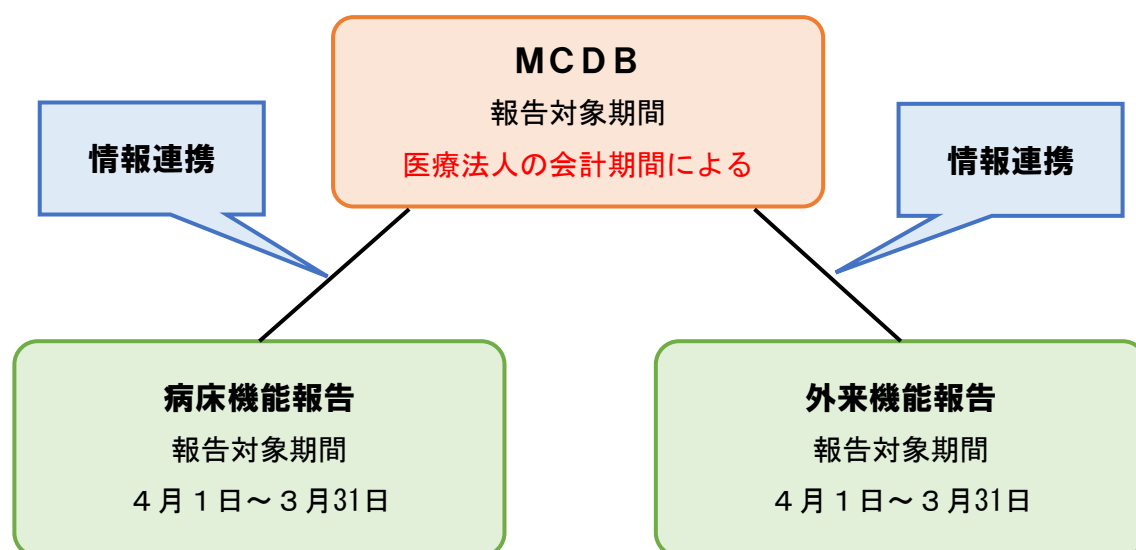 ＭＣＤＢ
報告対象期間
医療法人の会計期間による
情報連携
情報連携
病床機能報告
報告対象期間
４月１日～３月31日
外来機能報告
報告対象期間
４月１日～３月31日